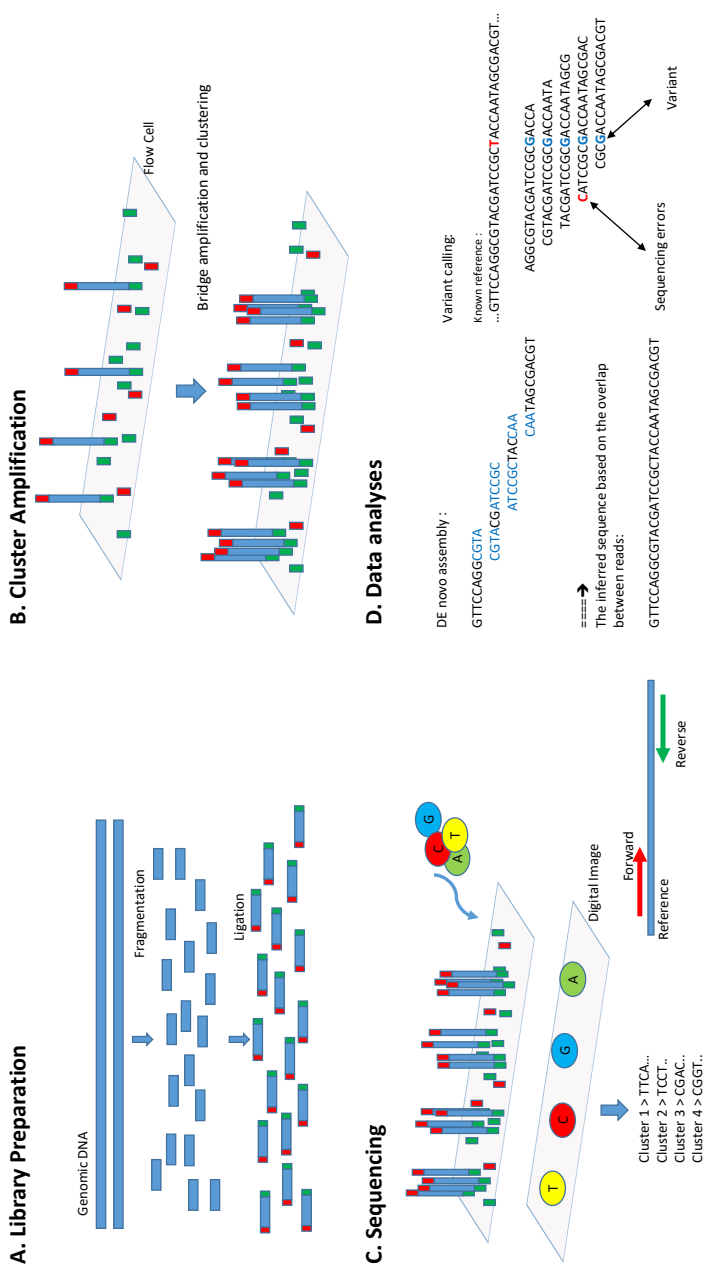 A. Library Preparation
Genomic DNA
Fragmentation
Ligation
B. Cluster Amplification
Flow Cell
Bridge amplification and clustering
C. Sequencing
G
C
T
A
T
C
G
A
Digital Image
Cluster 1 > TTCA...
Cluster 2 > TCCT..
Cluster 3 > CGAC..
Cluster 4 > CGGT..
Forward
Reference
Reverse
D. Data analyses
DE novo assembly :
GTTCCAGGCGTA
CGTACGATCCGC
ATCCGCTACCAA
CAATAGCGACGT
====➔
The inferred sequence based on the overlap
between reads:
GTTCCAGGCGTACGATCCGCTACCAATAGCGACGT
Variant calling:
Known reference :
...GTTCCAGGCGTACGATCCGCTACCAATAGCGACGT...
AGGCGTACGATCCGCGACCA
CGTACGATCCGCGACCAATA
TACGATCCGCGACCAATAGCG
CATCCGCGACCAATAGCGAC
CGCGACCAATAGCGACGT
Sequencing errors
Variant